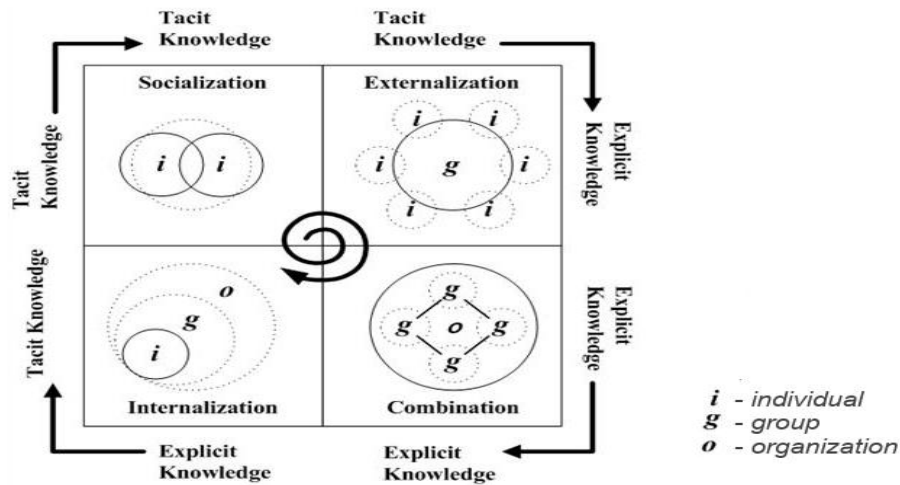 Tacit
Knowledge
Tacit
Knowledge
Socialization
Externalization
Tacit
Knowledge
Explicit
Knowledge
i
i
i
i
i
g
i
i
i
Tacit Knowledge
Explicit
Knowledge
o
g
i
g
g
o
g
g
Internalization
Combination
Explicit
Knowledge
Explicit
Knowledge
i - individual
g - group
o - organization